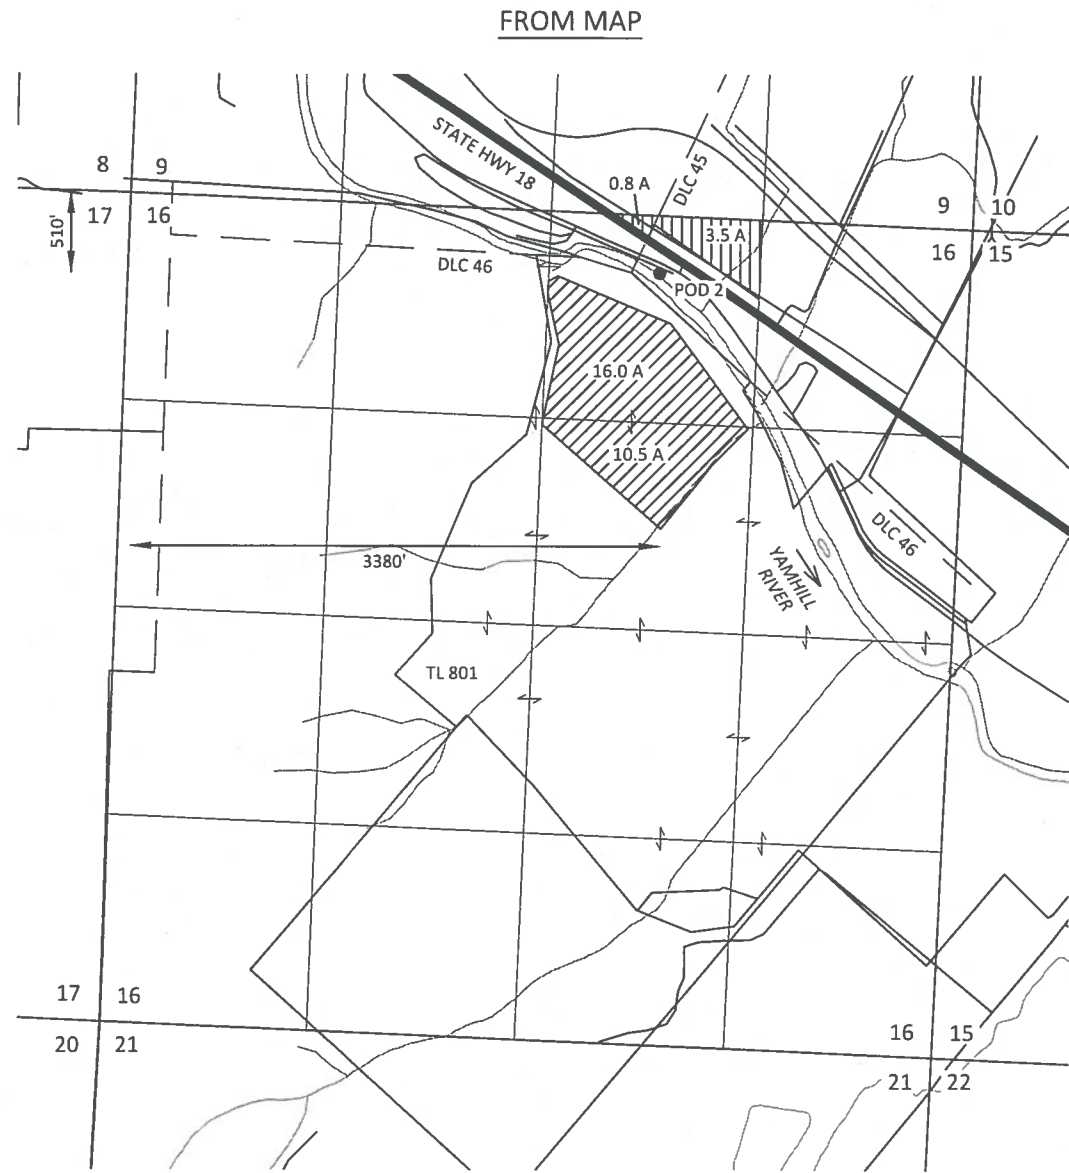 FROM MAP
STATE HWY 18
DLC 45
8 9
0.8 A
9 10
17 16
510'
3.5 A
16 15
DLC 46
POD 2
16.0 A
10.5 A
DLC 46
3380'
YAMHILL
RIVER
TL 801
17 16
16 15
20 21
21 22